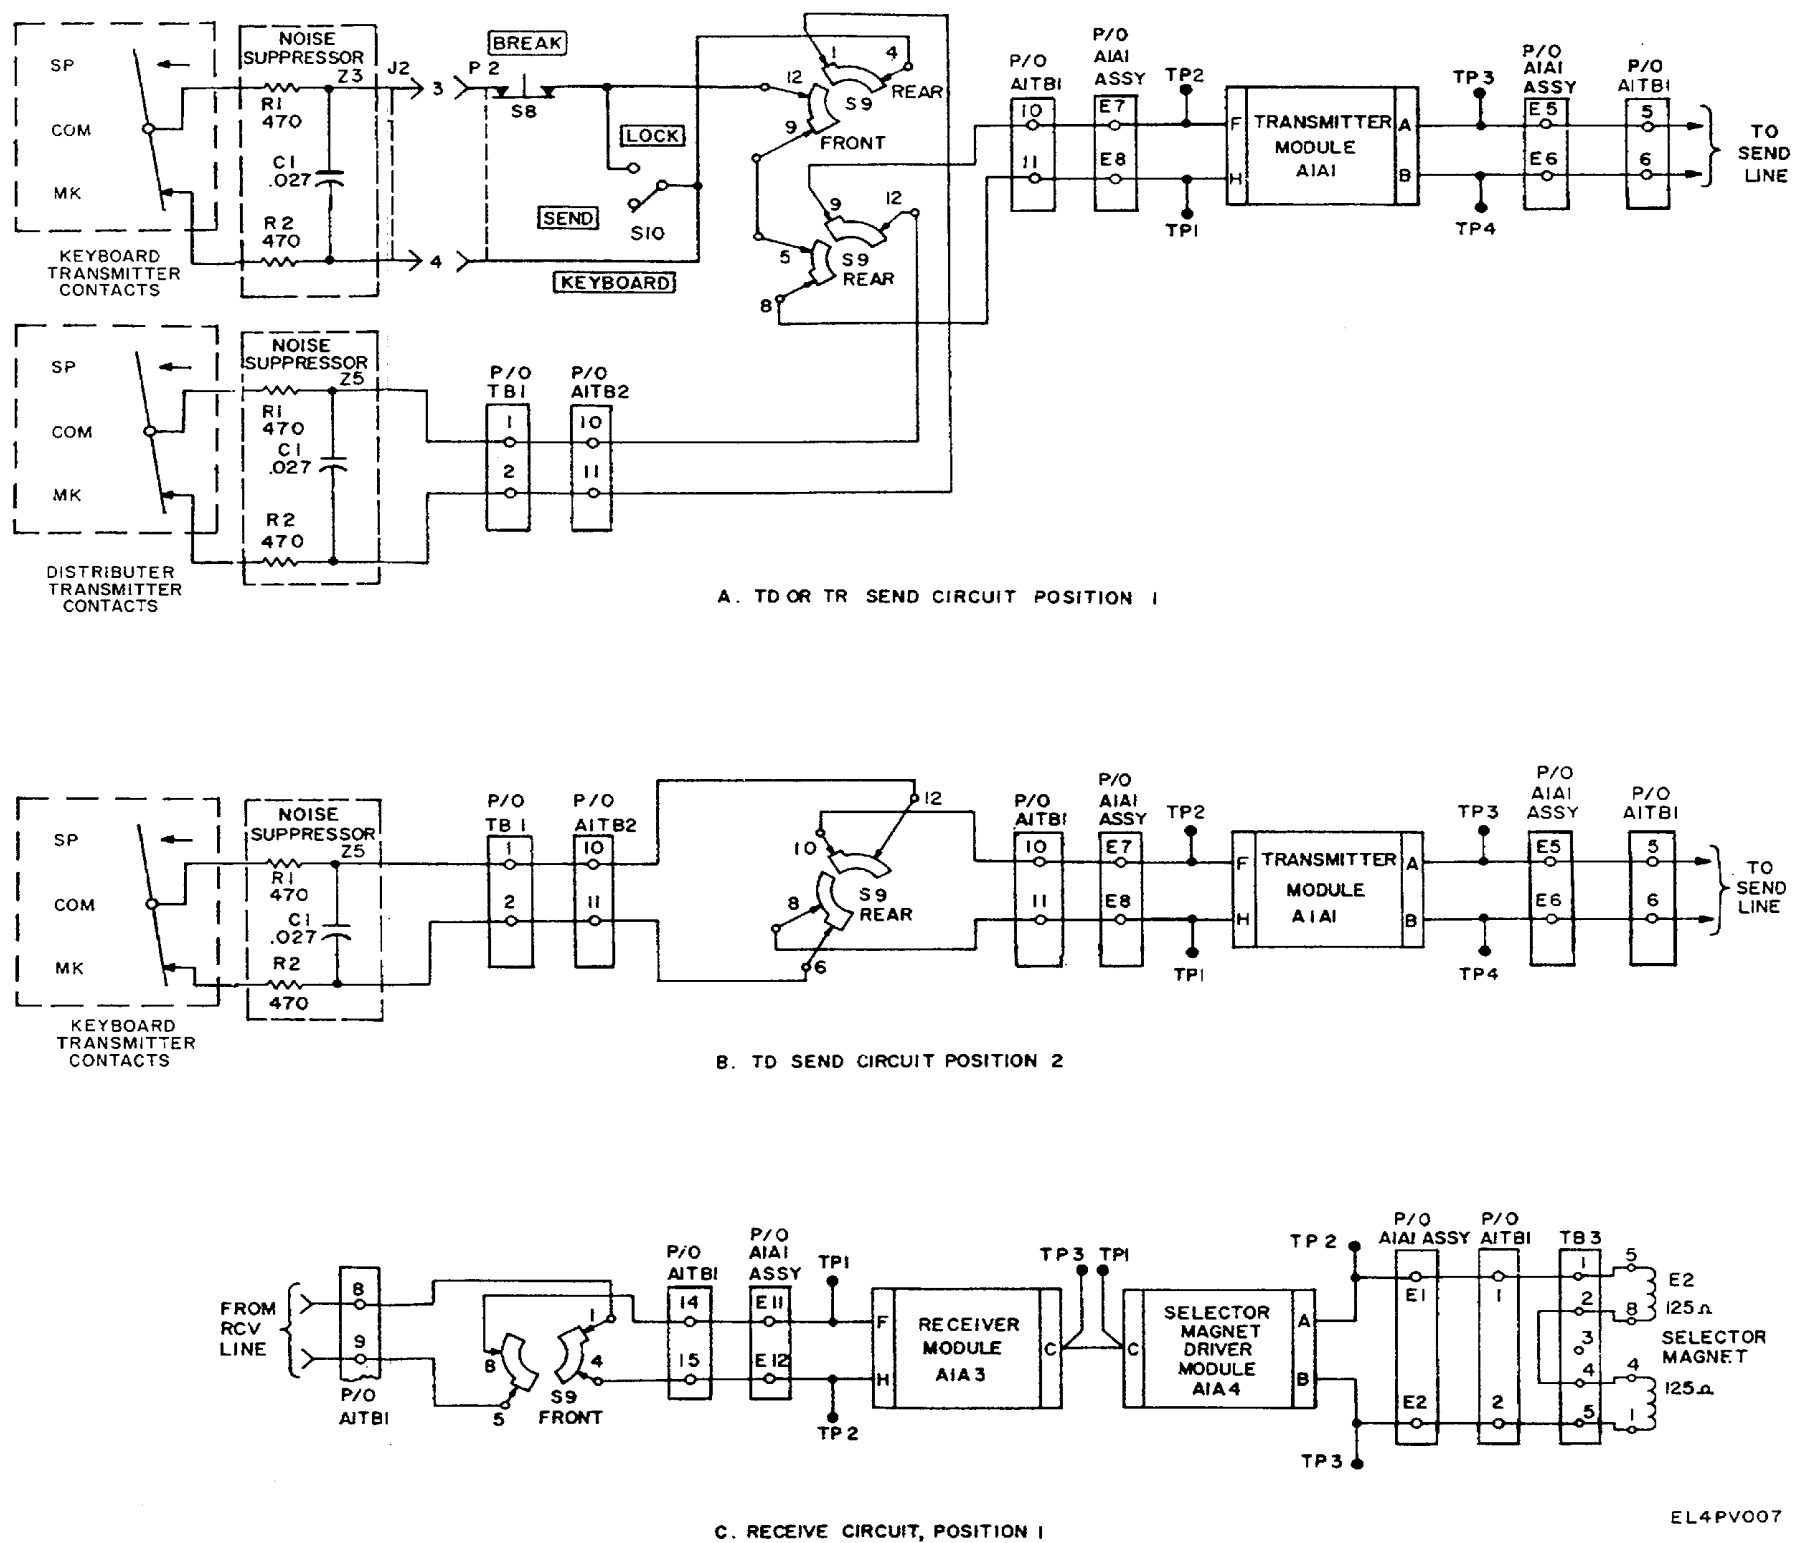 NOISE
SUPPRESSOR
Z3
SP
COM
MK
R1
470
C1
.027
R2
470
KEYBOARD
TRANSMITTER
CONTACTS
J2
3
4
P2
BREAK
S8
LOCK
SEND
S10
KEYBOARD
12
1
4
S9
REAR
9
FRONT
9
12
5
S9
REAR
8
P/O
A1TB1
10
11
P/O
A1A1
ASSY
E7
E8
TP2
TP1
F
H
TRANSMITTER
MODULE
A1A1
A
B
TP3
TP4
P/O
A1A1
ASSY
E5
E6
P/O
A1TB1
5
6
TO
SEND
LINE
NOISE
SUPPRESSOR
Z5
SP
COM
MK
R1
470
C1
.027
R2
470
DISTRIBUTER
TRANSMITTER
CONTACTS
P/O
TB1
1
2
P/O
A1TB2
10
11
A. TD OR TR SEND CIRCUIT POSITION 1
NOISE
SUPPRESSOR
Z5
SP
COM
MK
R1
470
C1
.027
R2
470
KEYBOARD
TRANSMITTER
CONTACTS
P/O
TB1
1
2
P/O
A1TB2
10
11
12
10
8
S9
REAR
6
P/O
A1TB1
10
11
P/O
A1A1
ASSY
E7
E8
TP2
TP1
F
H
TRANSMITTER
MODULE
A1A1
A
B
TP3
TP4
P/O
A1A1
ASSY
E5
E6
P/O
A1TB1
5
6
TO
SEND
LINE
B. TD SEND CIRCUIT POSITION 2
FROM
RCV
LINE
8
9
P/O
A1TB1
8
5
1
4
S9
FRONT
P/O
A1TB1
14
15
P/O
A1A1
ASSY
E11
E12
TP1
TP2
F
H
RECEIVER
MODULE
A1A3
C
TP3 TP1
C
SELECTOR
MAGNET
DRIVER
MODULE
A1A4
A
B
TP2
TP3
P/O
A1A1 ASSY
E1
E2
P/O
A1TB1
1
2
TB3
1
2
3
4
5
5
E2
8
125Ω
SELECTOR
MAGNET
4
125Ω
1
C. RECEIVE CIRCUIT, POSITION 1
EL4PV007